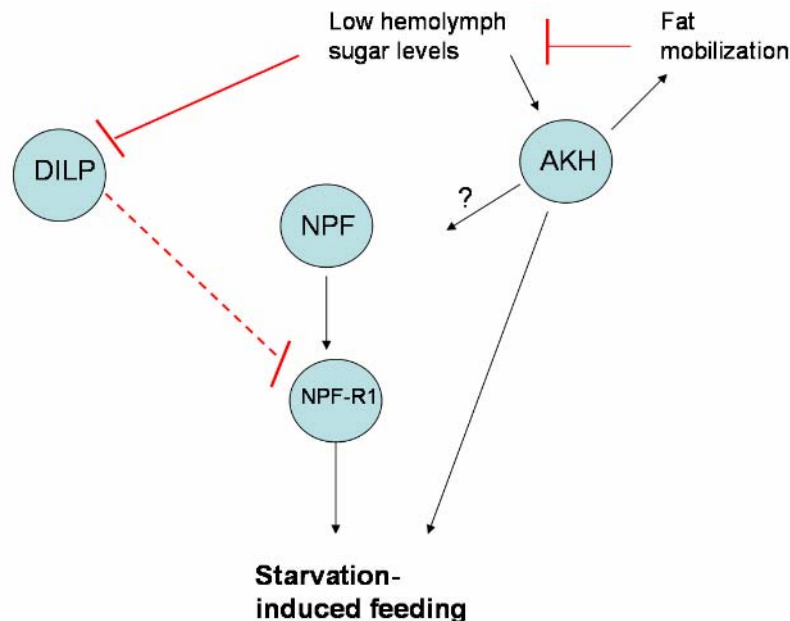 Low hemolymph
sugar levels
Fat
mobilization
DILP
AKH
?
NPF
NPF-R1
Starvation-
induced feeding